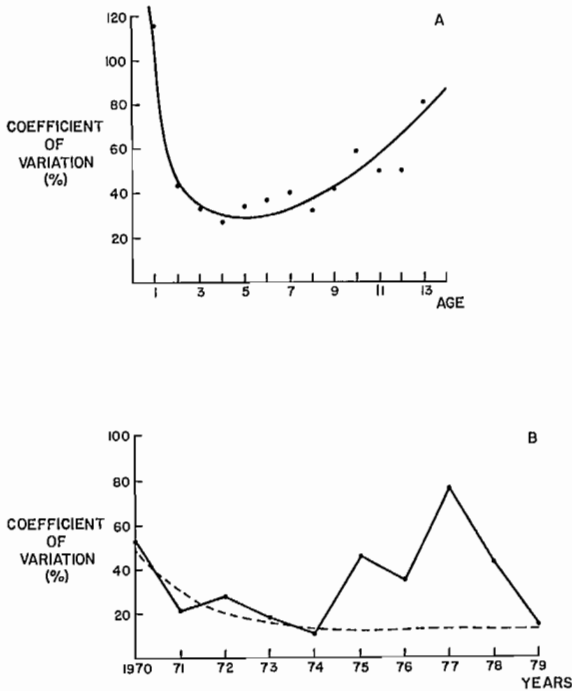 A
120
100
80
60
40
20
COEFFICIENT
OF
VARIATION
(%)
1 3 5 7 9 11 13
AGE
B
100
80
60
40
20
COEFFICIENT
OF
VARIATION
(%)
1970 71 72 73 74 75 76 77 78 79
YEARS